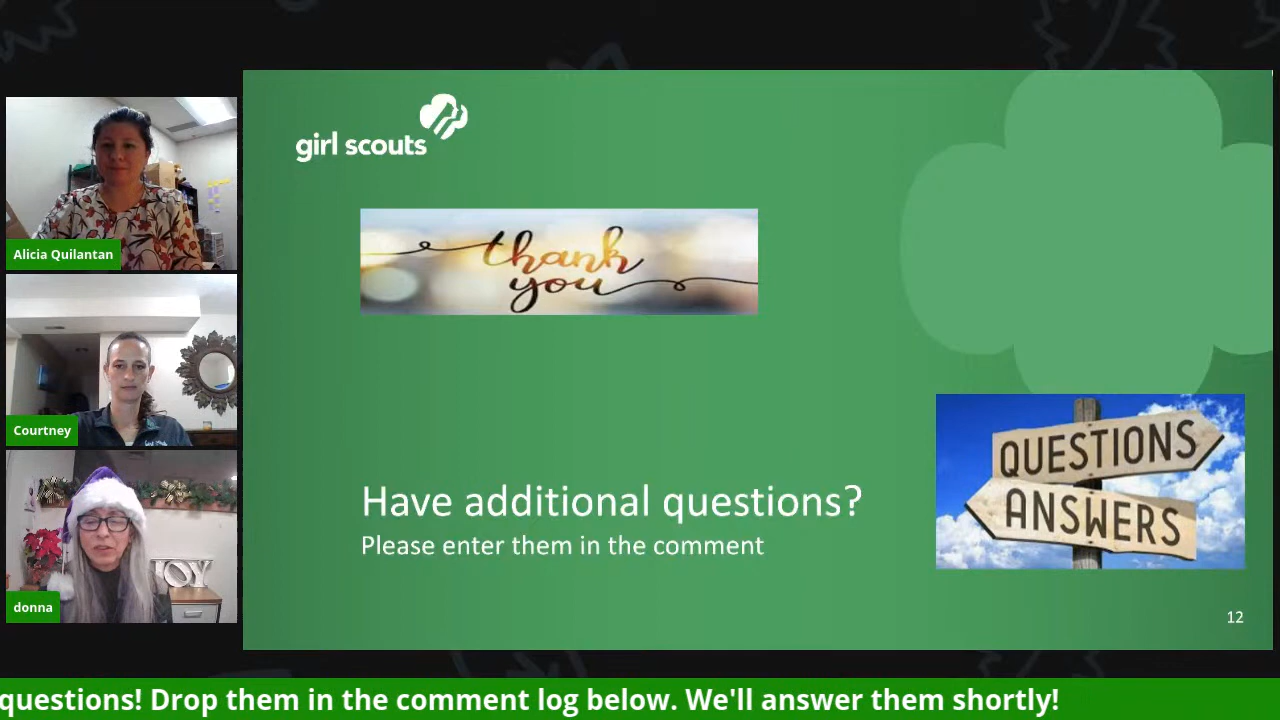 Alicia Quilantan
Courtney
donna
JOY
girl scouts
thank
you
QUESTIONS
ANSWERS
Have additional questions?
Please enter them in the comment
12
questions! Drop them in the comment log below. We'll answer them shortly!